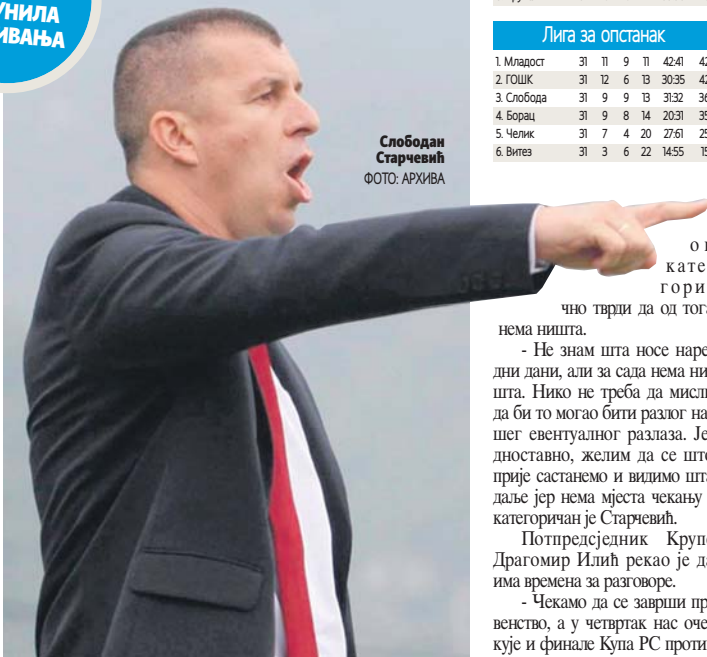 Слободан
Старчевић
ФОТО: АРХИВА
Лига за опстанак
1. Младост 31 11 9 11 42:41
2. ГОШК 31 12 6 13 30:35
3. Слобода 31 9 9 13 31:32
4. Борац 31 9 8 14 20:31
5. Челик 31 7 4 20 27:61
6. Витез 31 3 6 22 14:55
кате
гори
чно тврди да од тога
нема ништа.
- Не знам шта носе наре
дни дани, али за сада нема ни
шта. Нико не треба да мисли
да би то могао бити разлог на
шег евентуалног разлаза. Је
дноставно, желим да се што
прије састанемо и видимо шта
даље јер нема мјеста чекању
категоричан је Старчевић.
Потпредсједник Круп
Драгомир Илић рекао је да
има времена за разговоре.
- Чекамо да се заврши пр
венство, а у четвртак нас оче
кује и финале Купа РС проти